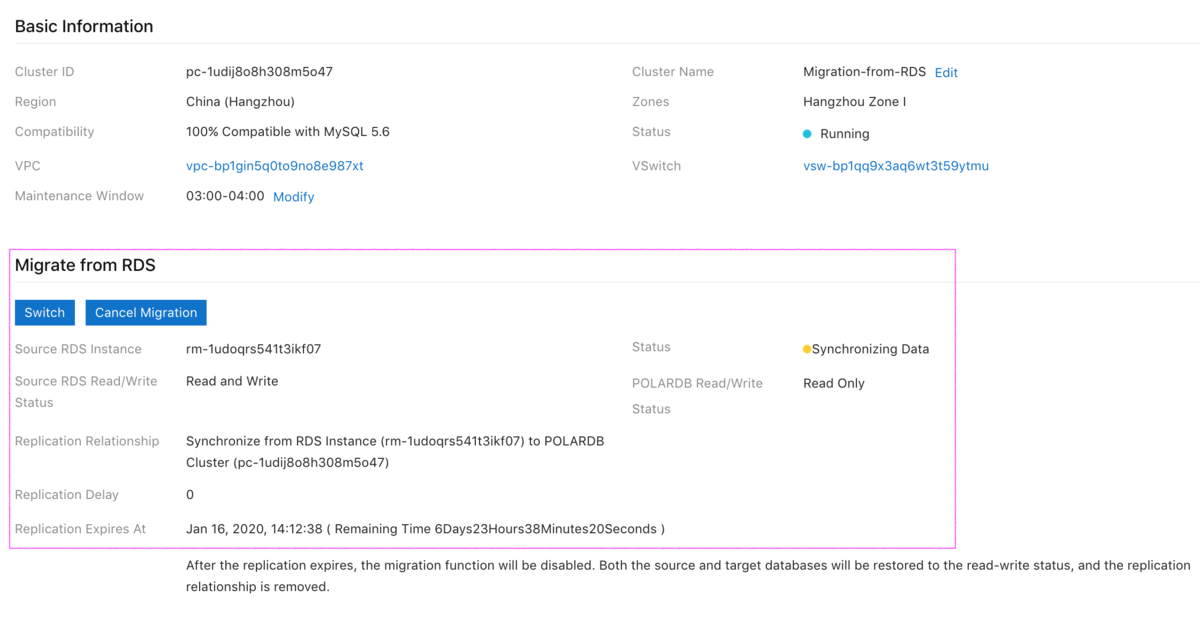 Basic Information
Cluster ID pc-1udij8o8h308m5o47 Cluster Name Migration-from-RDS Edit
Region China (Hangzhou) Zones Hangzhou Zone I
Compatibility 100% Compatible with MySQL 5.6 Status Running
VPC vpc-bp1gin5q0to9no8e987xt VSwitch vsw-bp1qq9x3aq6wt3t59ytmu
Maintenance Window 03:00-04:00 Modify
Migrate from RDS
Switch Cancel Migration
Source RDS Instance rm-1udoqrs541t3ikf07 Status Synchronizing Data
Source RDS Read/Write Read and Write POLARDB Read/Write Read Only
Status Status
Replication Relationship Synchronize from RDS Instance (rm-1udoqrs541t3ikf07) to POLARDB
Cluster (pc-1udij8o8h308m5o47)
Replication Delay 0
Replication Expires At Jan 16, 2020, 14:12:38 ( Remaining Time 6Days23Hours38Minutes20Seconds )
After the replication expires, the migration function will be disabled. Both the source and target databases will be restored to the read-write status, and the replication
relationship is removed.